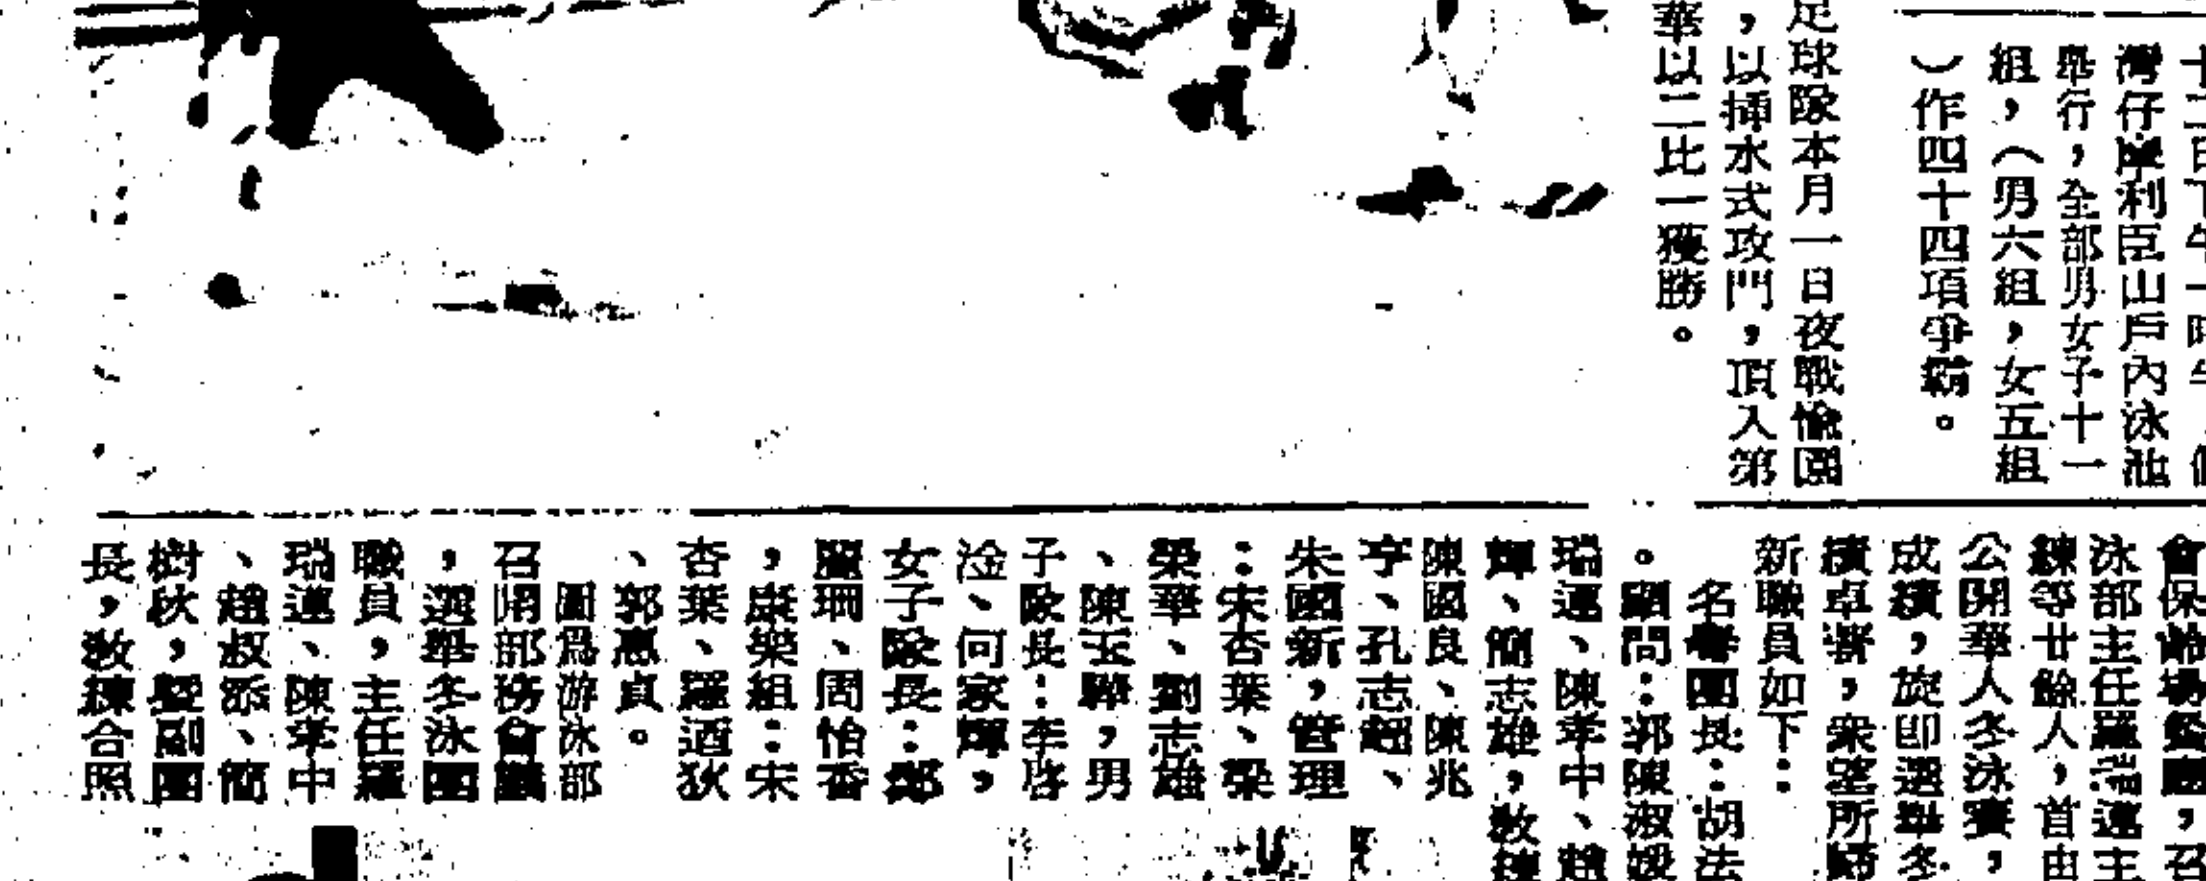 十二日下午一時
灣仔摩利臣山戶內泳池
舉行，全部男女子十一
組，（男六組，女五組
）作四十四項爭霸。
足球隊本月一日夜戰愉園
，以插水式攻門，頂入第
華以二比一獲勝。
會保齡場餐廳，召
泳部主任羅瑞運主
練等廿餘人，首由
公開華人冬泳賽，
成績，旋即選舉冬
績卓著，衆望所歸
新職員如下：
名譽團長：胡法
。顧問：郭陳淑
瑞運、陳孝中、趙
輝、簡志雄，教練
陳國良、陳兆
亨、孔志超、
朱國新，管理
：宋杏葉、梁
榮華、劉志雄
、陳玉驊，男
子隊長：李啓
淦、何家輝，
女子隊長：鄭
麗珊、周怡香
，康樂組：宋
杏葉、羅迺狄
、郭惠貞。
圖爲游泳部
召開部務會議
，選舉冬泳團
職員，主任羅
瑞運、陳孝中
、趙叔添、簡
樹秋，暨副團
長，教練合照